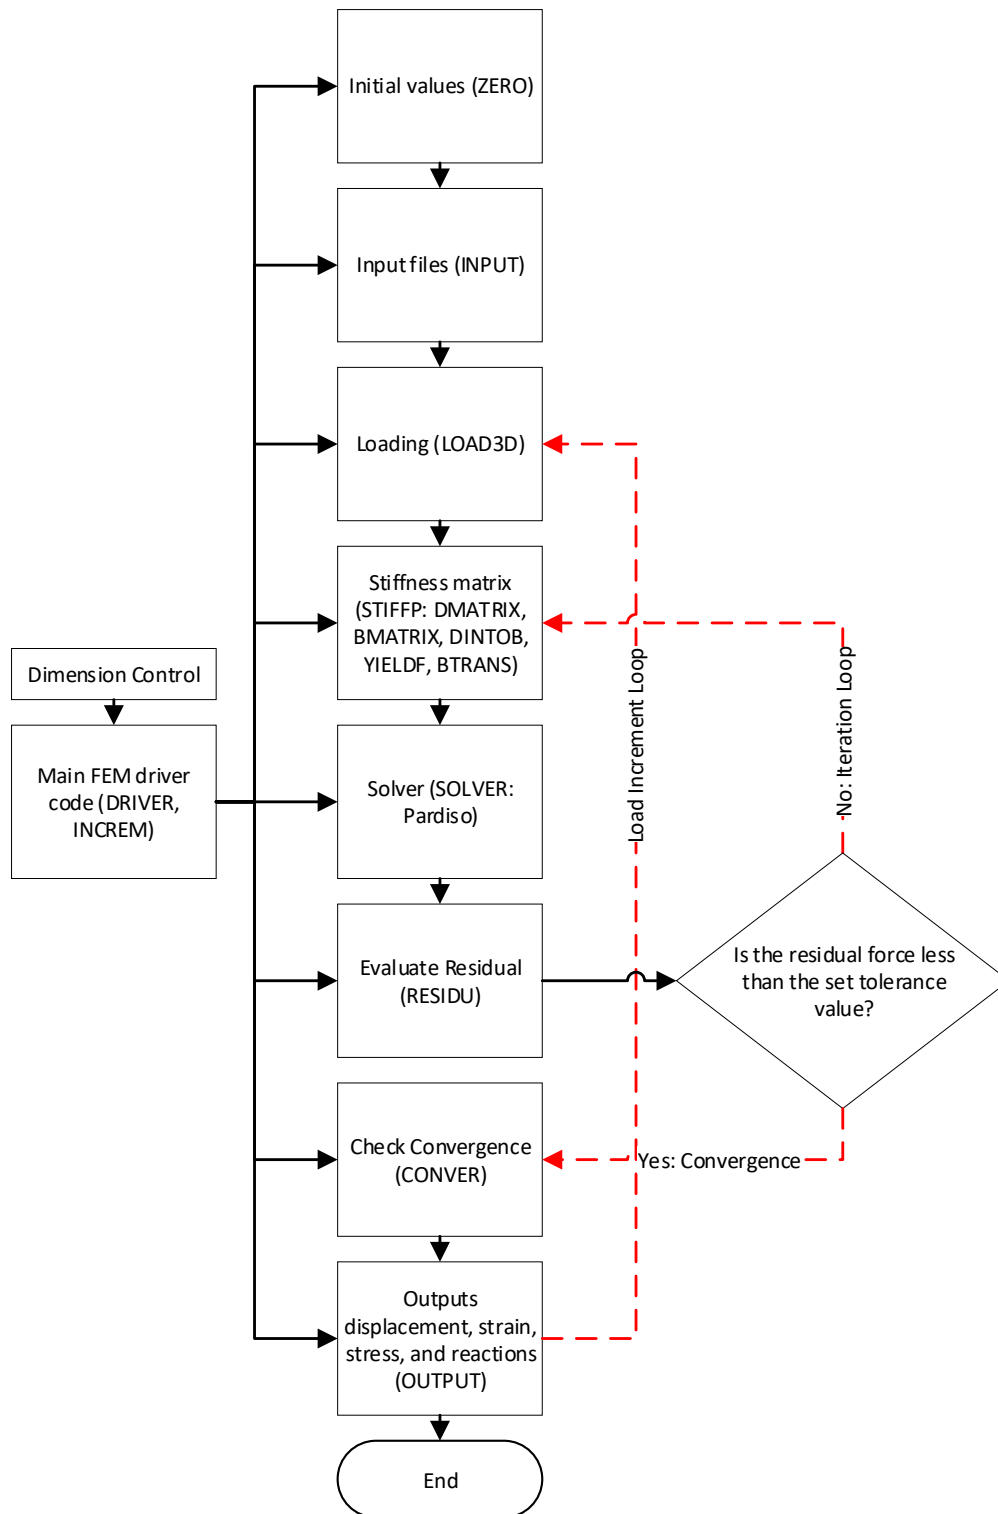 Initial values (ZERO)
Input files (INPUT)
Loading (LOAD3D)
Stiffness matrix
(STIFFP: DMATRIX,
BMATRIX, DINTOB,
YIELDF, BTRANS)
Dimension Control
Main FEM driver
code (DRIVER,
INCREM)
Solver (SOLVER:
Pardiso)
Load Increment Loop
No: Iteration Loop
Evaluate Residual
(RESIDU)
Is the residual force less
than the set tolerance
value?
Check Convergence
(CONVER)
Yes: Convergence
Outputs
displacement, strain,
stress, and reactions
(OUTPUT)
End